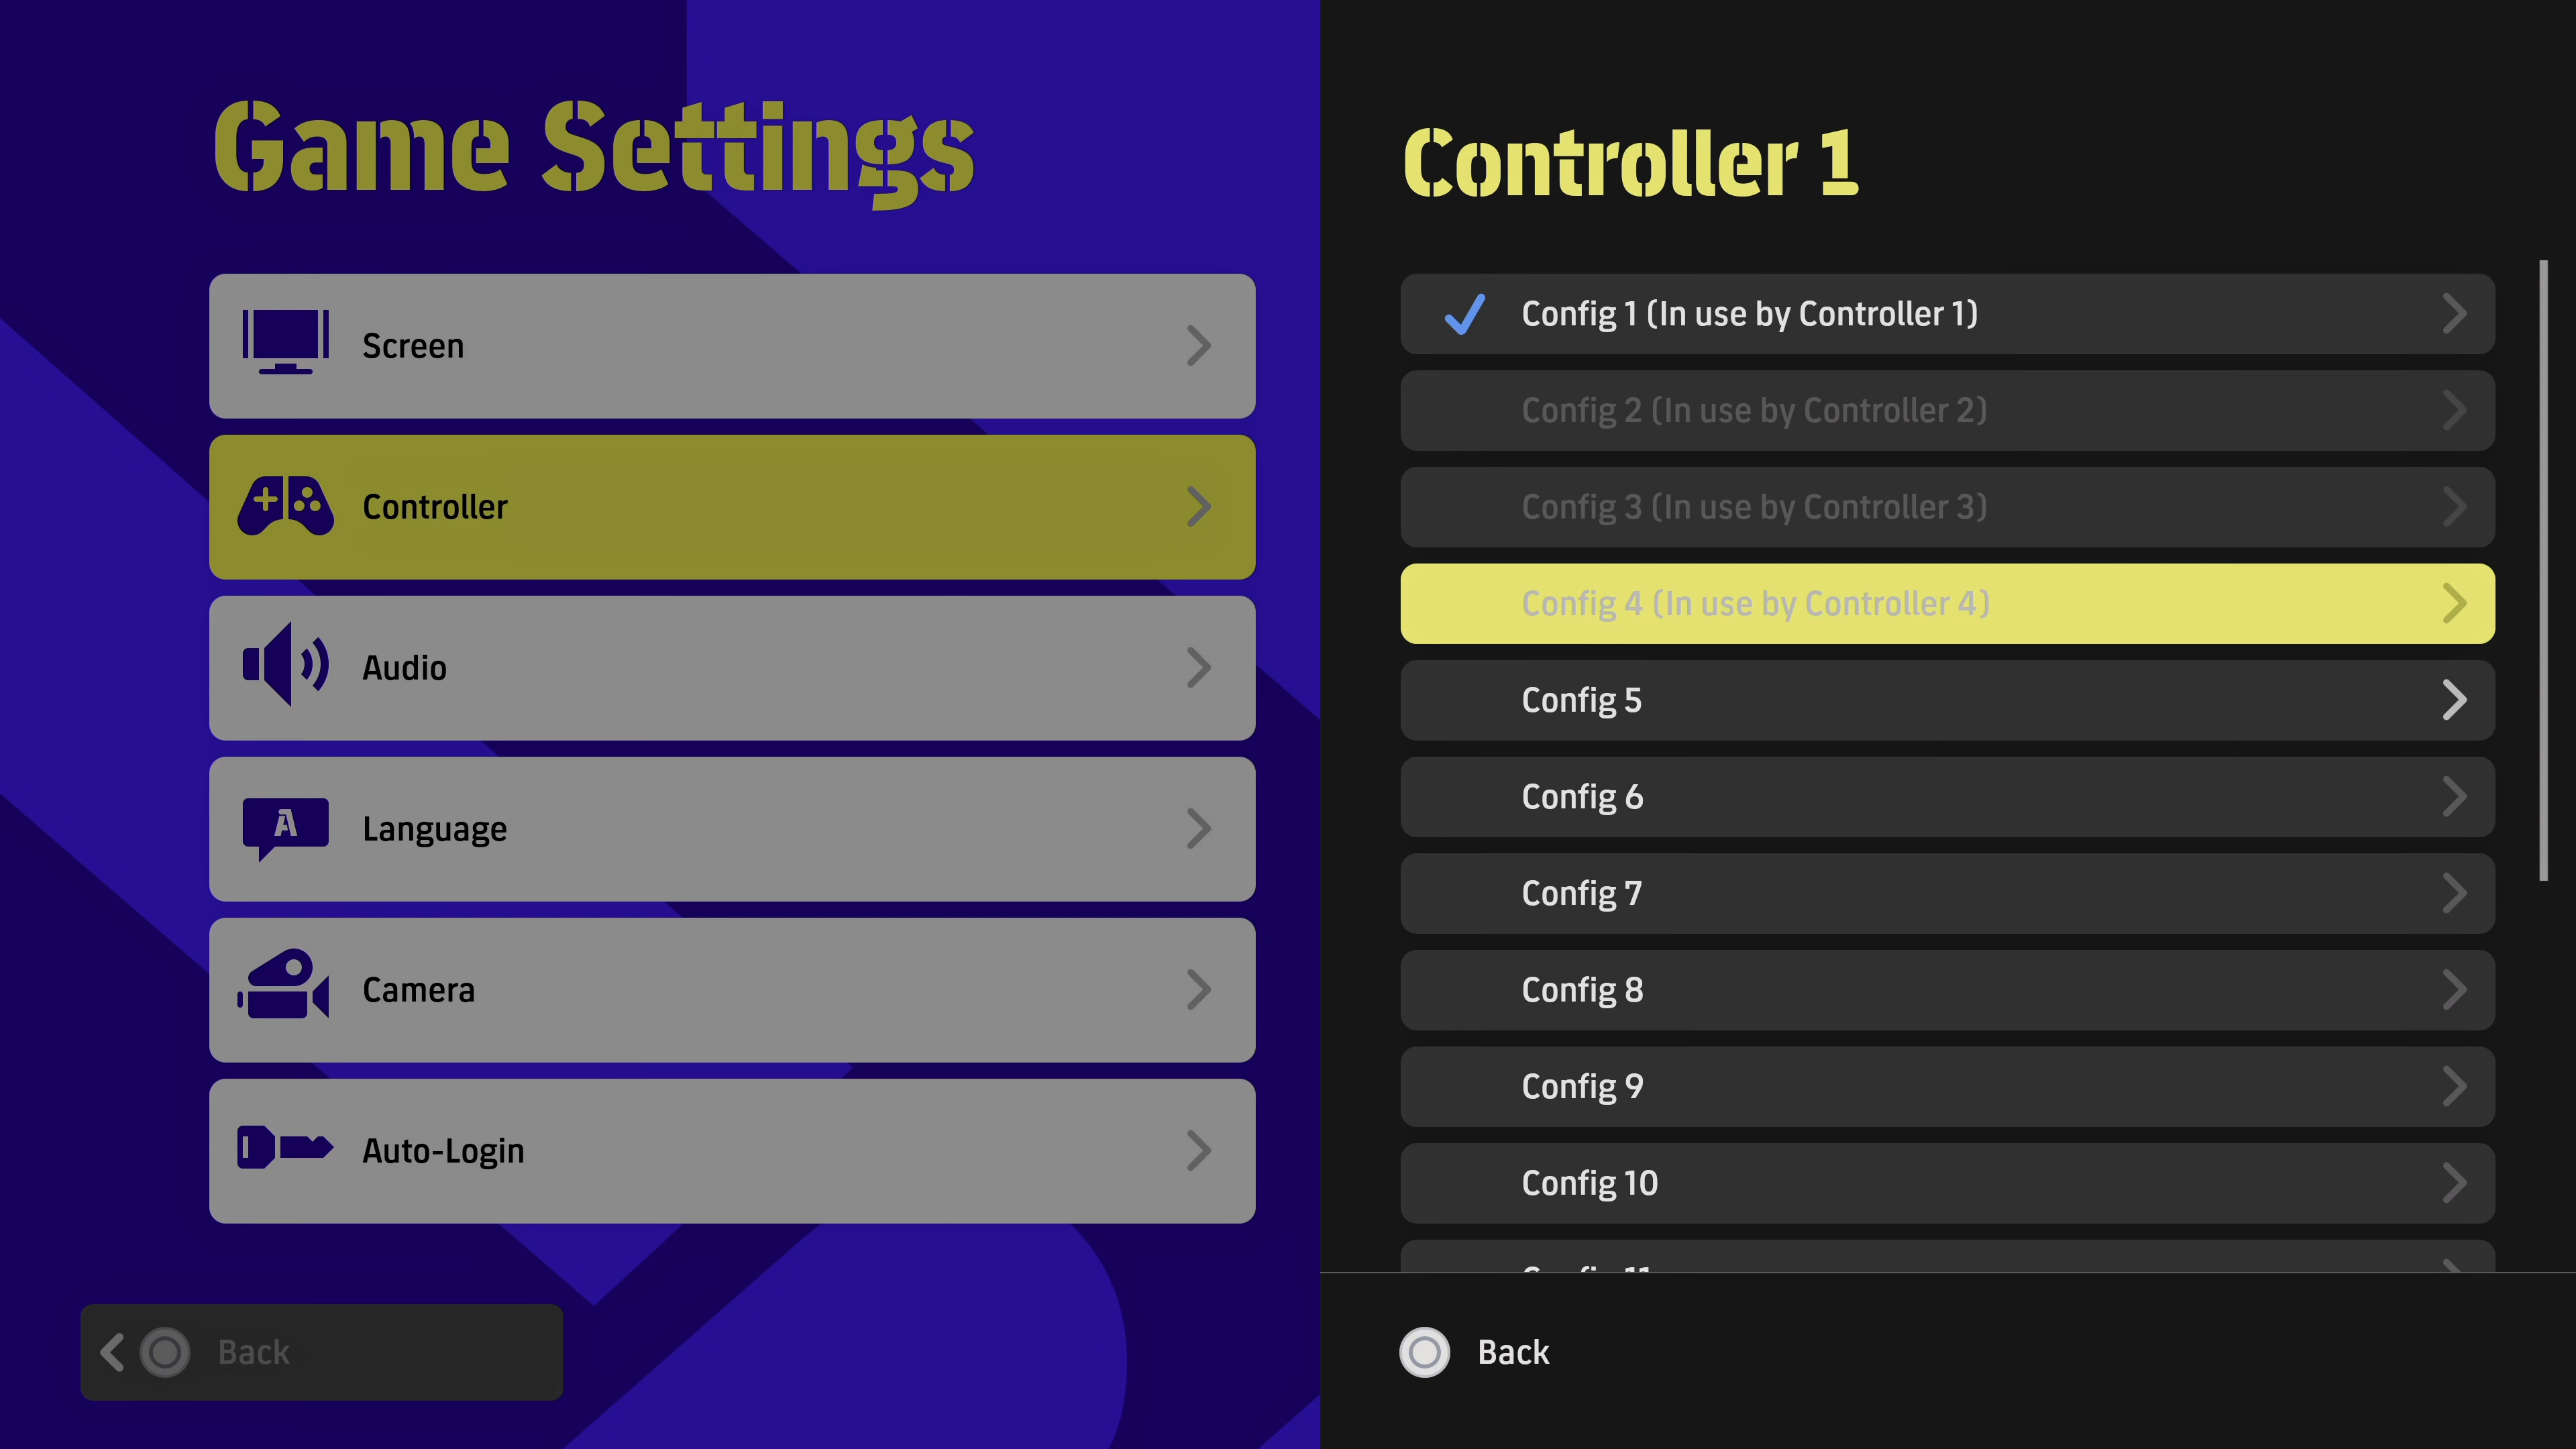 Game Settings
Screen
Controller
Audio
A
Language
Camera
Auto-Login
Back
Controller 1
Config 1 (In use by Controller 1)
Config 2 (In use by Controller 2)
Config 3 (In use by Controller 3)
Config 4 (In use by Controller 4)
Config 5
Config 6
Config 7
Config 8
Config 9
Config 10
Config 11
Back